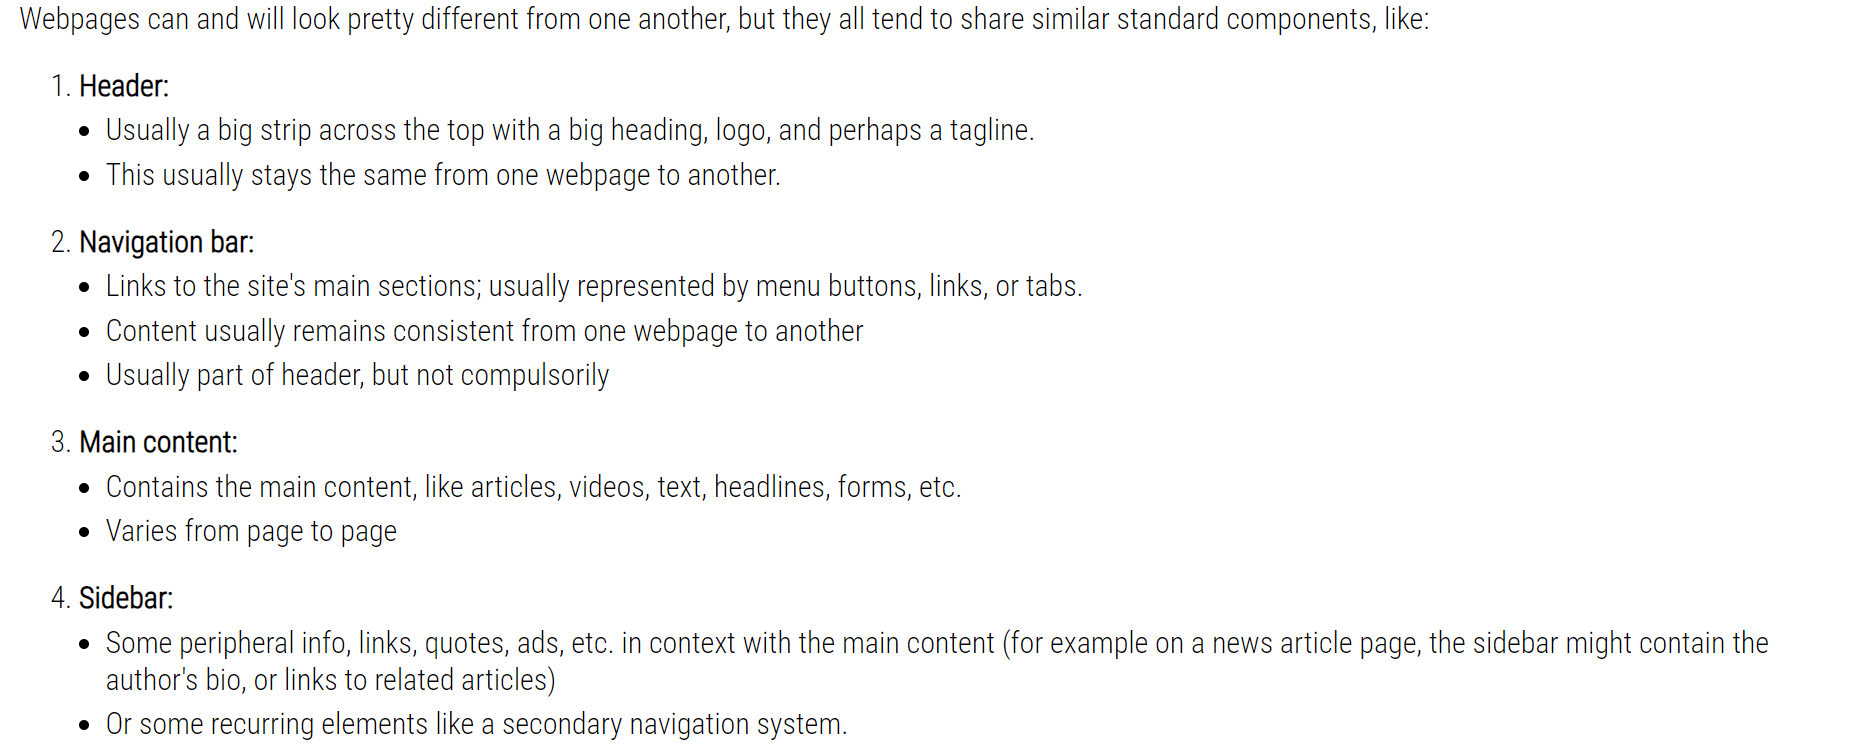 Webpages can and will look pretty different from one another, but they all tend to share similar standard components, like:
1. Header:
• Usually a big strip across the top with a big heading, logo, and perhaps a tagline.
• This usually stays the same from one webpage to another.
2. Navigation bar:
• Links to the site's main sections; usually represented by menu buttons, links, or tabs.
• Content usually remains consistent from one webpage to another
• Usually part of header, but not compulsorily
3. Main content:
• Contains the main content, like articles, videos, text, headlines, forms, etc.
• Varies from page to page
4. Sidebar:
• Some peripheral info, links, quotes, ads, etc. in context with the main content (for example on a news article page, the sidebar might contain the
author's bio, or links to related articles)
• Or some recurring elements like a secondary navigation system.